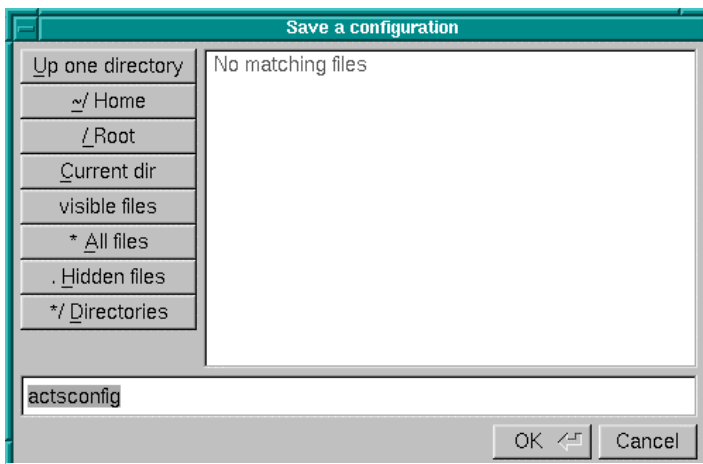 Save a configuration
Up one directory
~/ Home
/ Root
Current dir
visible files
* All files
. Hidden files
*/ Directories
No matching files
actsconfig
OK
Cancel